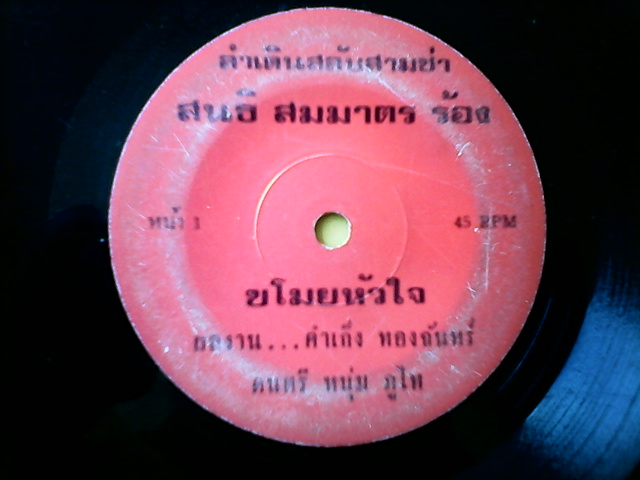 ลำเดินสลับสามช่า
สนธิ สมมาตร ร้อง
หน้า 1
45 RPM
ขโมยหัวใจ
ผลงาน...คำเกิ่ง ทองจันทร์
ดนตรี หนุ่ม ภูไท